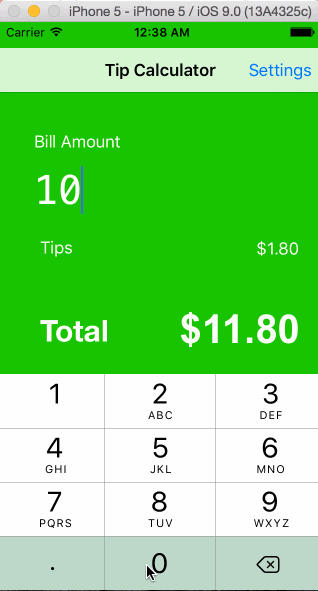 iPhone 5 - iPhone 5 / iOS 9.0 (13A4325c)
Carrier 12:38 AM
Tip Calculator Settings
Bill Amount
10
Tips $1.80
Total $11.80
1 2 3
ABC DEF
4 5 6
GHI JKL MNO
7 8 9
PQRS TUV WXYZ
. 0